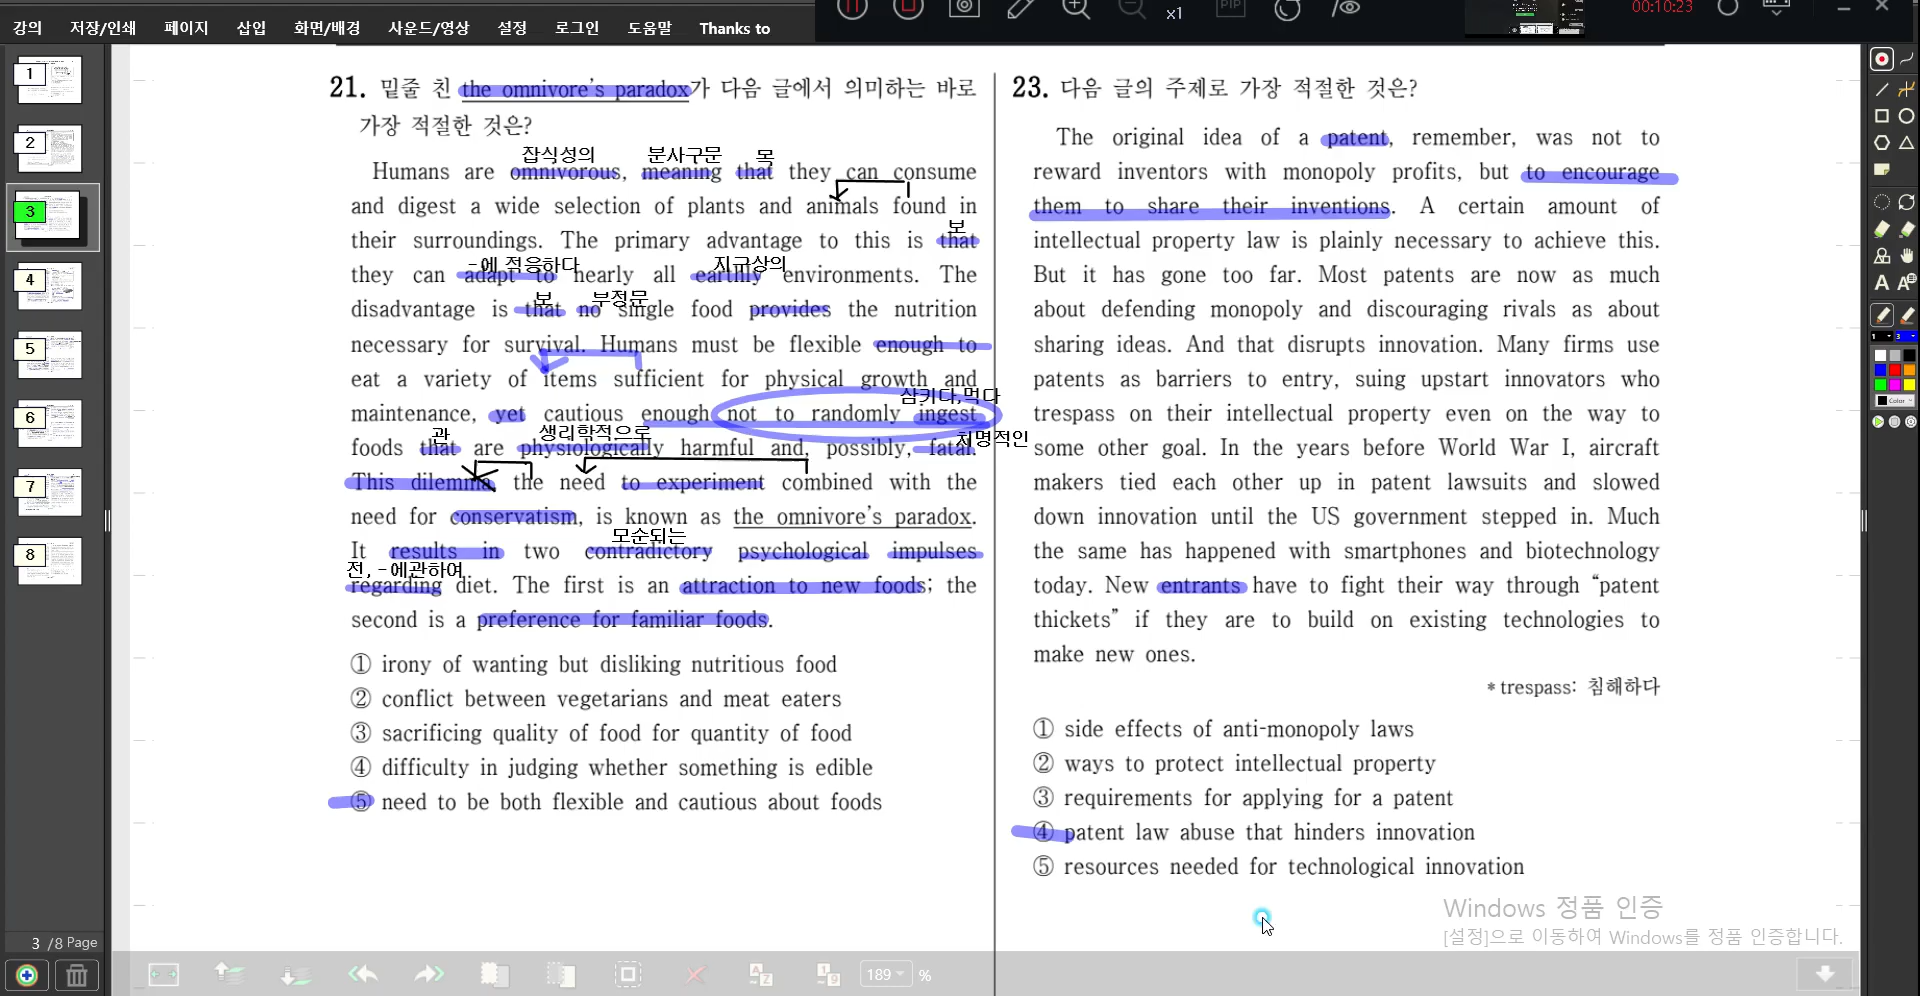 강의 저장/인쇄 페이지 삽입 화면/배경 사운드/영상 설정 로그인 도움말 Thanks to
x1
PIP
00:10:23
1
2
3
4
5
6
7
8
3 /8 Page
21. 밑줄 친 the omnivore's paradox가 다음 글에서 의미하는 바로
가장 적절한 것은?
잡식성의 분사구문 목
Humans are omnivorous, meaning that they can consume
and digest a wide selection of plants and animals found in
보
their surroundings. The primary advantage to this is that
-에 적응하다 지구상의
they can adapt to nearly all earthly environments. The
보 부정문
disadvantage is that no single food provides the nutrition
necessary for survival. Humans must be flexible enough to
eat a variety of items sufficient for physical growth and
삼키다,먹다
maintenance, yet cautious enough not to randomly ingest
관 생리학적으로 치명적인
foods that are physiologically harmful and, possibly, fatal.
This dilemma, the need to experiment combined with the
need for conservatism, is known as the omnivore's paradox.
모순되는
It results in two contradictory psychological impulses
전,-에관하여
regarding diet. The first is an attraction to new foods; the
second is a preference for familiar foods.
① irony of wanting but disliking nutritious food
② conflict between vegetarians and meat eaters
③ sacrificing quality of food for quantity of food
④ difficulty in judging whether something is edible
⑤ need to be both flexible and cautious about foods
23. 다음 글의 주제로 가장 적절한 것은?
The original idea of a patent, remember, was not to
reward inventors with monopoly profits, but to encourage
them to share their inventions. A certain amount of
intellectual property law is plainly necessary to achieve this.
But it has gone too far. Most patents are now as much
about defending monopoly and discouraging rivals as about
sharing ideas. And that disrupts innovation. Many firms use
patents as barriers to entry, suing upstart innovators who
trespass on their intellectual property even on the way to
some other goal. In the years before World War I, aircraft
makers tied each other up in patent lawsuits and slowed
down innovation until the US government stepped in. Much
the same has happened with smartphones and biotechnology
today. New entrants have to fight their way through “patent
thickets” if they are to build on existing technologies to
make new ones.
* trespass: 침해하다
① side effects of anti-monopoly laws
② ways to protect intellectual property
③ requirements for applying for a patent
④ patent law abuse that hinders innovation
⑤ resources needed for technological innovation
Windows 정품 인증
[설정]으로 이동하여 Windows를 정품 인증합니다.
189 %
Color